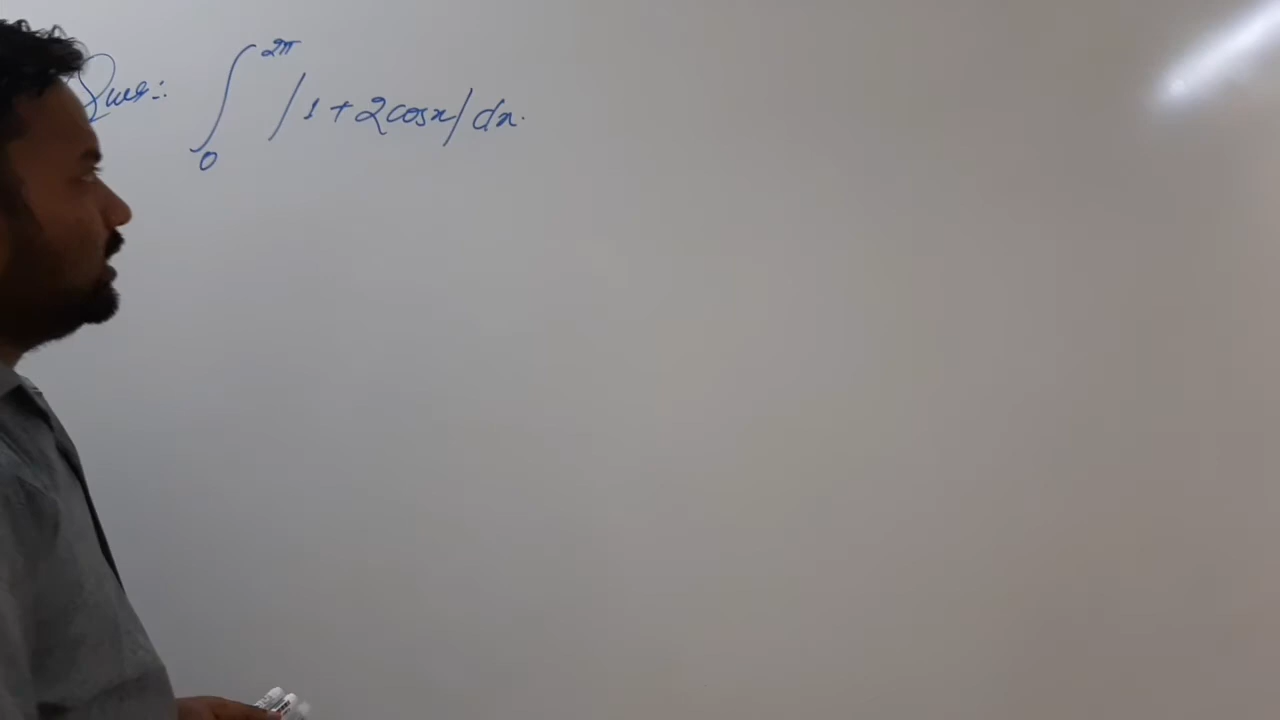 Ques:- ∫₀^2π |1 + 2cosx| dx.